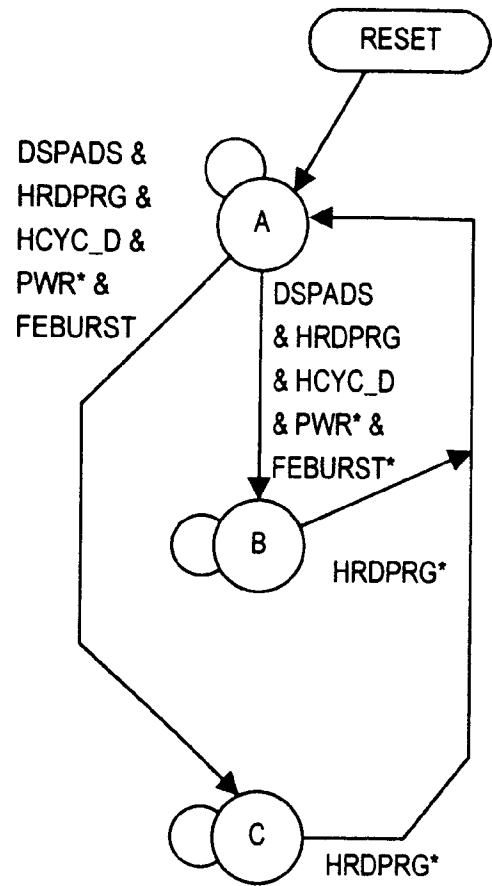 RESET
DSPADS &
HRDPRG &
HCYC_D &
PWR* &
FEBURST
A
DSPADS
& HRDPRG
& HCYC_D
& PWR* &
FEBURST*
B
HRDPRG*
C
HRDPRG*